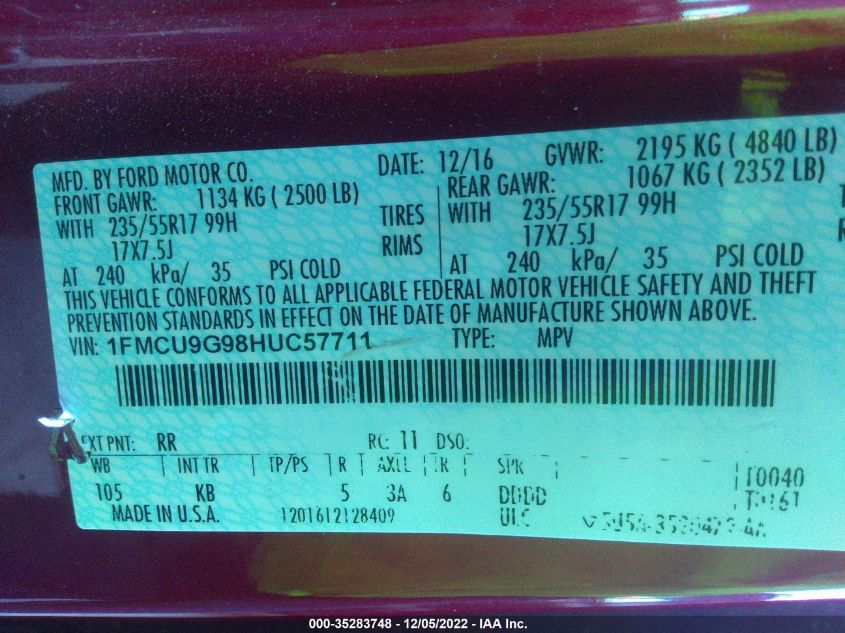 MFD. BY FORD MOTOR CO. DATE: 12/16 GVWR: 2195 KG ( 4840 LB)
FRONT GAWR: 1134 KG ( 2500 LB) REAR GAWR: 1067 KG ( 2352 LB)
WITH 235/55R17 99H TIRES WITH 235/55R17 99H
17X7.5J RIMS 17X7.5J
AT 240 kPa/ 35 PSI COLD AT 240 kPa/ 35 PSI COLD
THIS VEHICLE CONFORMS TO ALL APPLICABLE FEDERAL MOTOR VEHICLE SAFETY AND THEFT
PREVENTION STANDARDS IN EFFECT ON THE DATE OF MANUFACTURE SHOWN ABOVE.
VIN: 1FMCU9G98HUC57711 TYPE: MPV
EXT PNT: RR RC: 11 DSO:
WB INT TR TP/PS R AXLE TR SPR T0040
105 KB 5 3A 6 DDDD
MADE IN U.S.A. 1201612128409 ULC
000-35283748 - 12/05/2022 - IAA Inc.